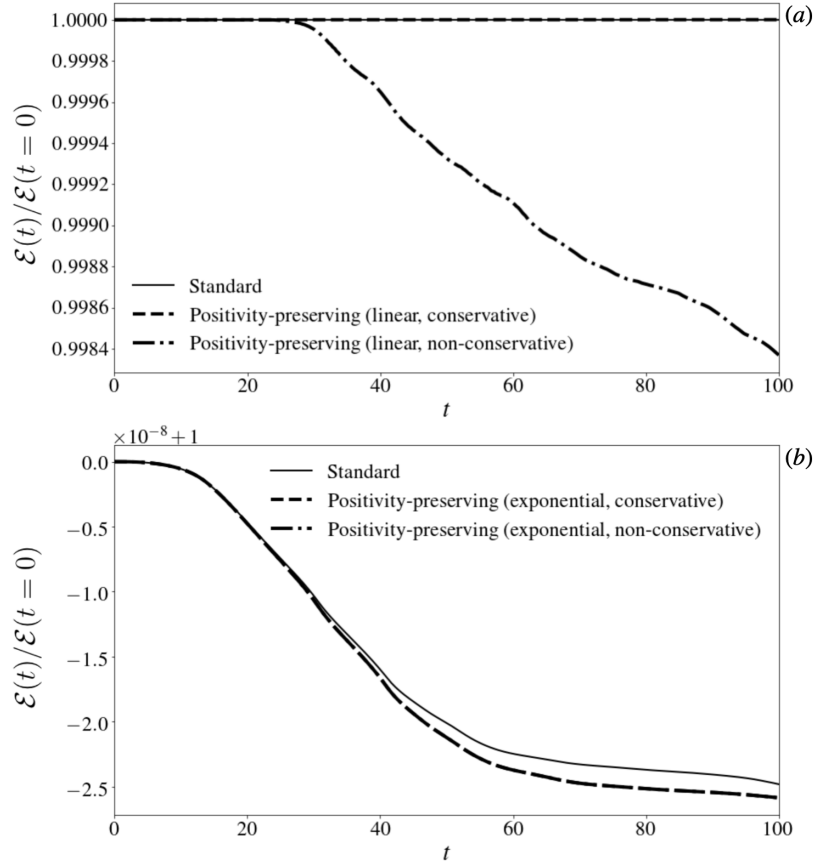 (a)
1.0000
0.9998
0.9996
0.9994
0.9992
0.9990
0.9988
0.9986
0.9984
ℰ(t)/ℰ(t = 0)
Standard
Positivity-preserving (linear, conservative)
Positivity-preserving (linear, non-conservative)
0 20 40 60 80 100
t
×10⁻⁸ + 1
(b)
0.0
−0.5
−1.0
−1.5
−2.0
−2.5
ℰ(t)/ℰ(t = 0)
Standard
Positivity-preserving (exponential, conservative)
Positivity-preserving (exponential, non-conservative)
0 20 40 60 80 100
t